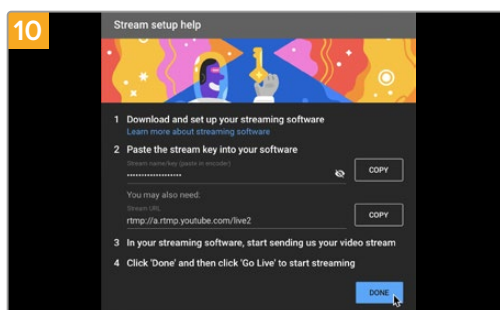 10
Stream setup help
1 Download and set up your streaming software
Learn more about streaming software
2 Paste the stream key into your software
Stream name/key (paste in encoder)
••••••••••••••••••••
COPY
You may also need:
Stream URL
rtmp://a.rtmp.youtube.com/live2
COPY
3 In your streaming software, start sending us your video stream
4 Click 'Done' and then click 'Go Live' to start streaming
DONE